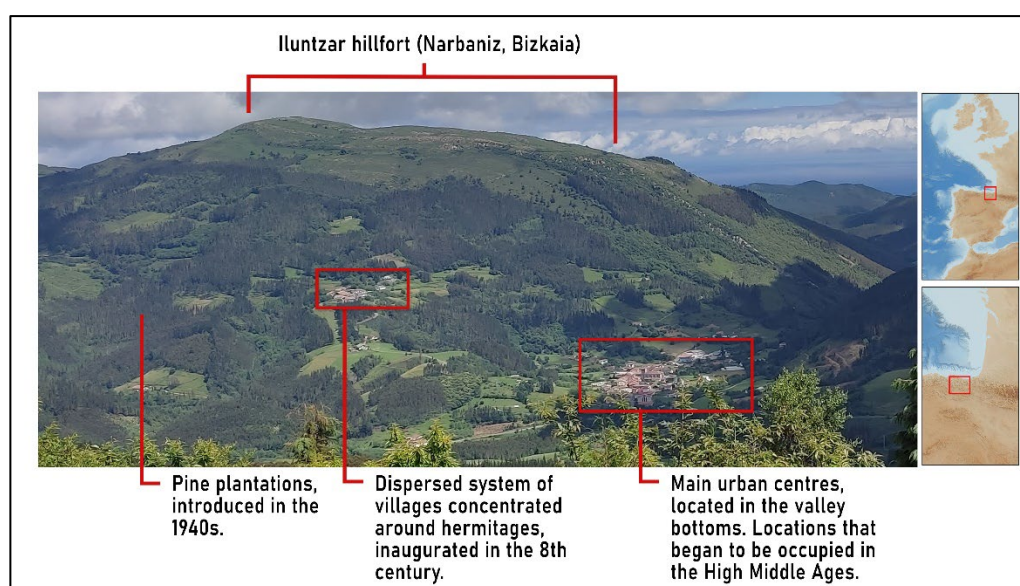 Iluntzar hillfort (Narbaniz, Bizkaia)
Pine plantations,
introduced in the
1940s.
Dispersed system of
villages concentrated
around hermitages,
inaugurated in the 8th
century.
Main urban centres,
located in the valley
bottoms. Locations that
began to be occupied in
the High Middle Ages.